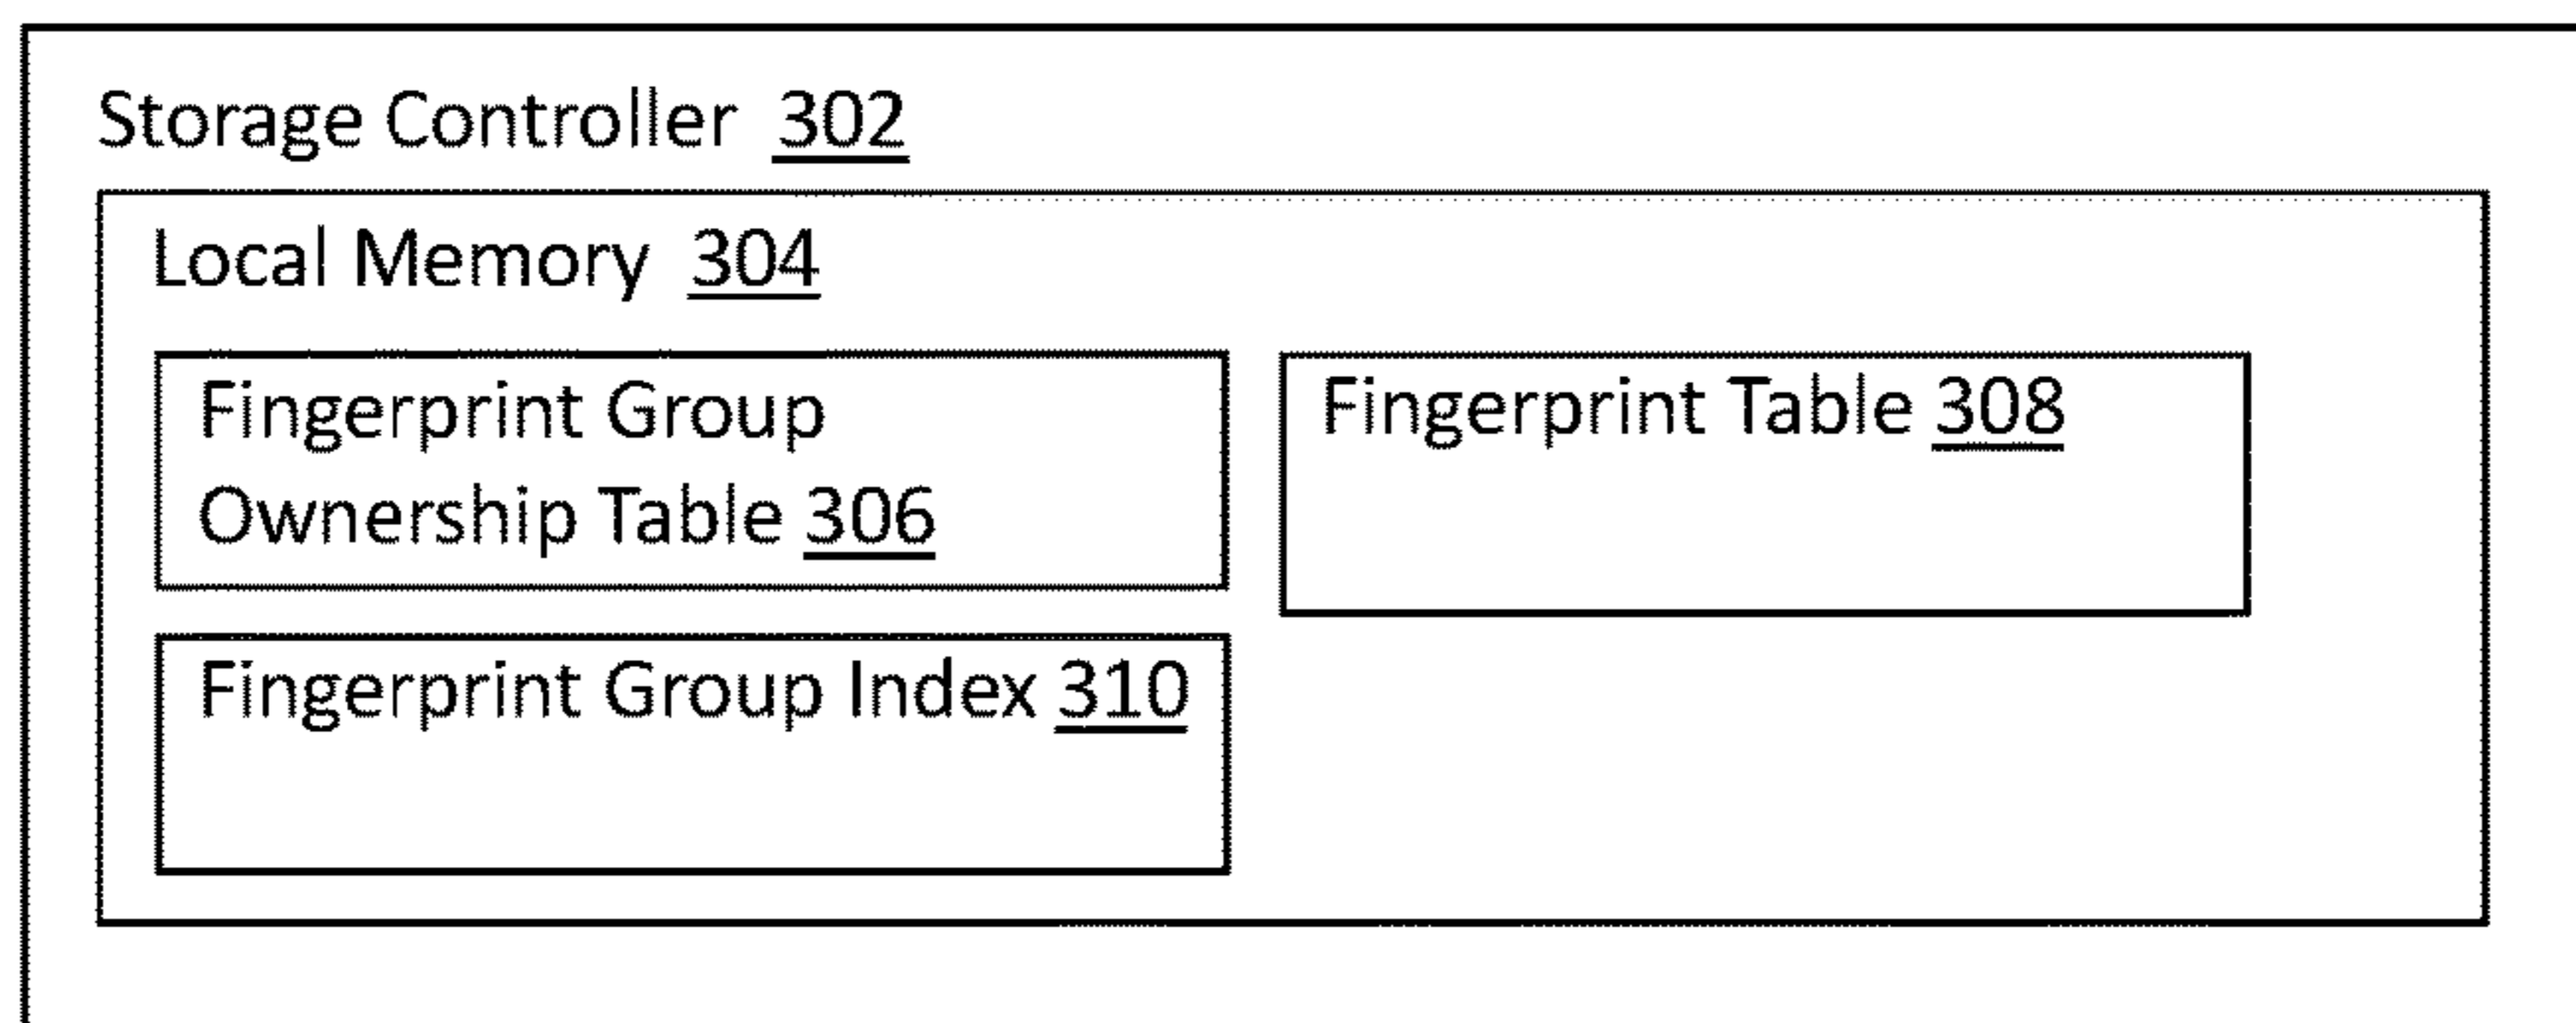 Storage Controller 302
Local Memory 304
Fingerprint Group
Ownership Table 306
Fingerprint Table 308
Fingerprint Group Index 310